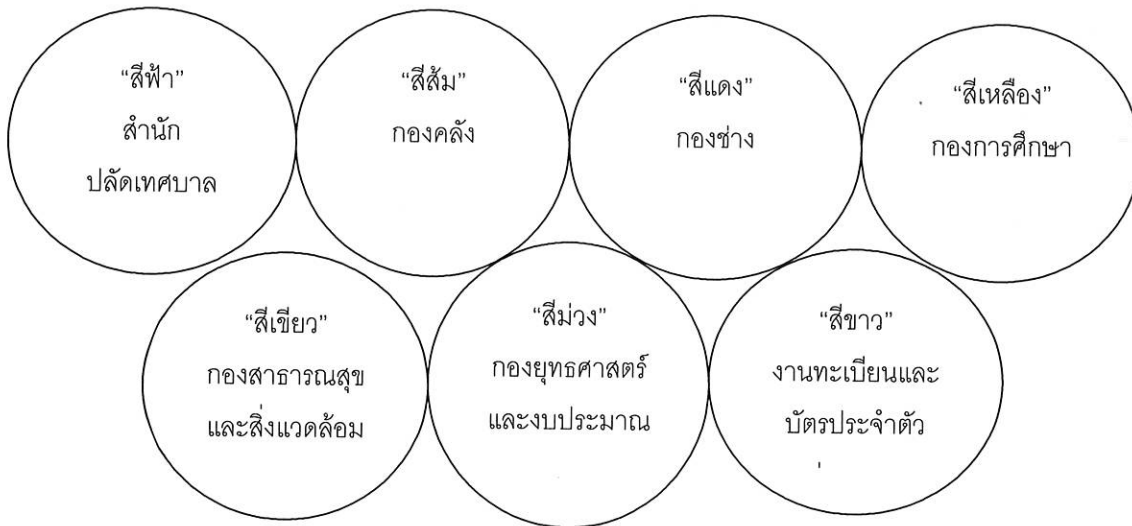 “สีฟ้า”
สำนัก
ปลัดเทศบาล
“สีส้ม”
กองคลัง
“สีแดง”
กองช่าง
“สีเหลือง”
กองการศึกษา
“สีเขียว”
กองสาธารณสุข
และสิ่งแวดล้อม
“สีม่วง”
กองยุทธศาสตร์
และงบประมาณ
“สีขาว”
งานทะเบียนและ
บัตรประจำตัว